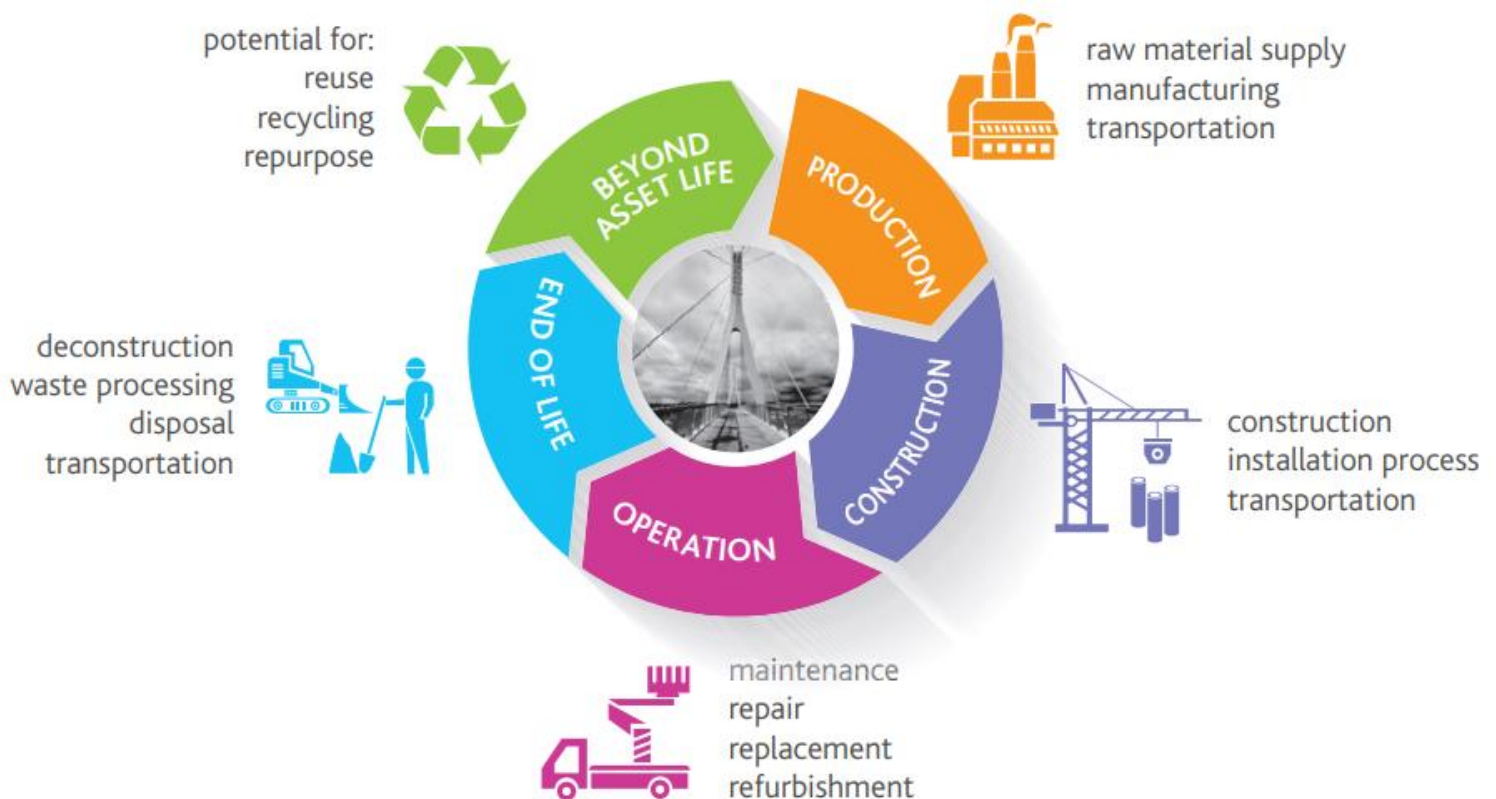 potential for:
reuse
recycling
repurpose
raw material supply
manufacturing
transportation
BEYOND
ASSET LIFE
PRODUCTION
END OF LIFE
CONSTRUCTION
OPERATION
deconstruction
waste processing
disposal
transportation
construction
installation process
transportation
maintenance
repair
replacement
refurbishment